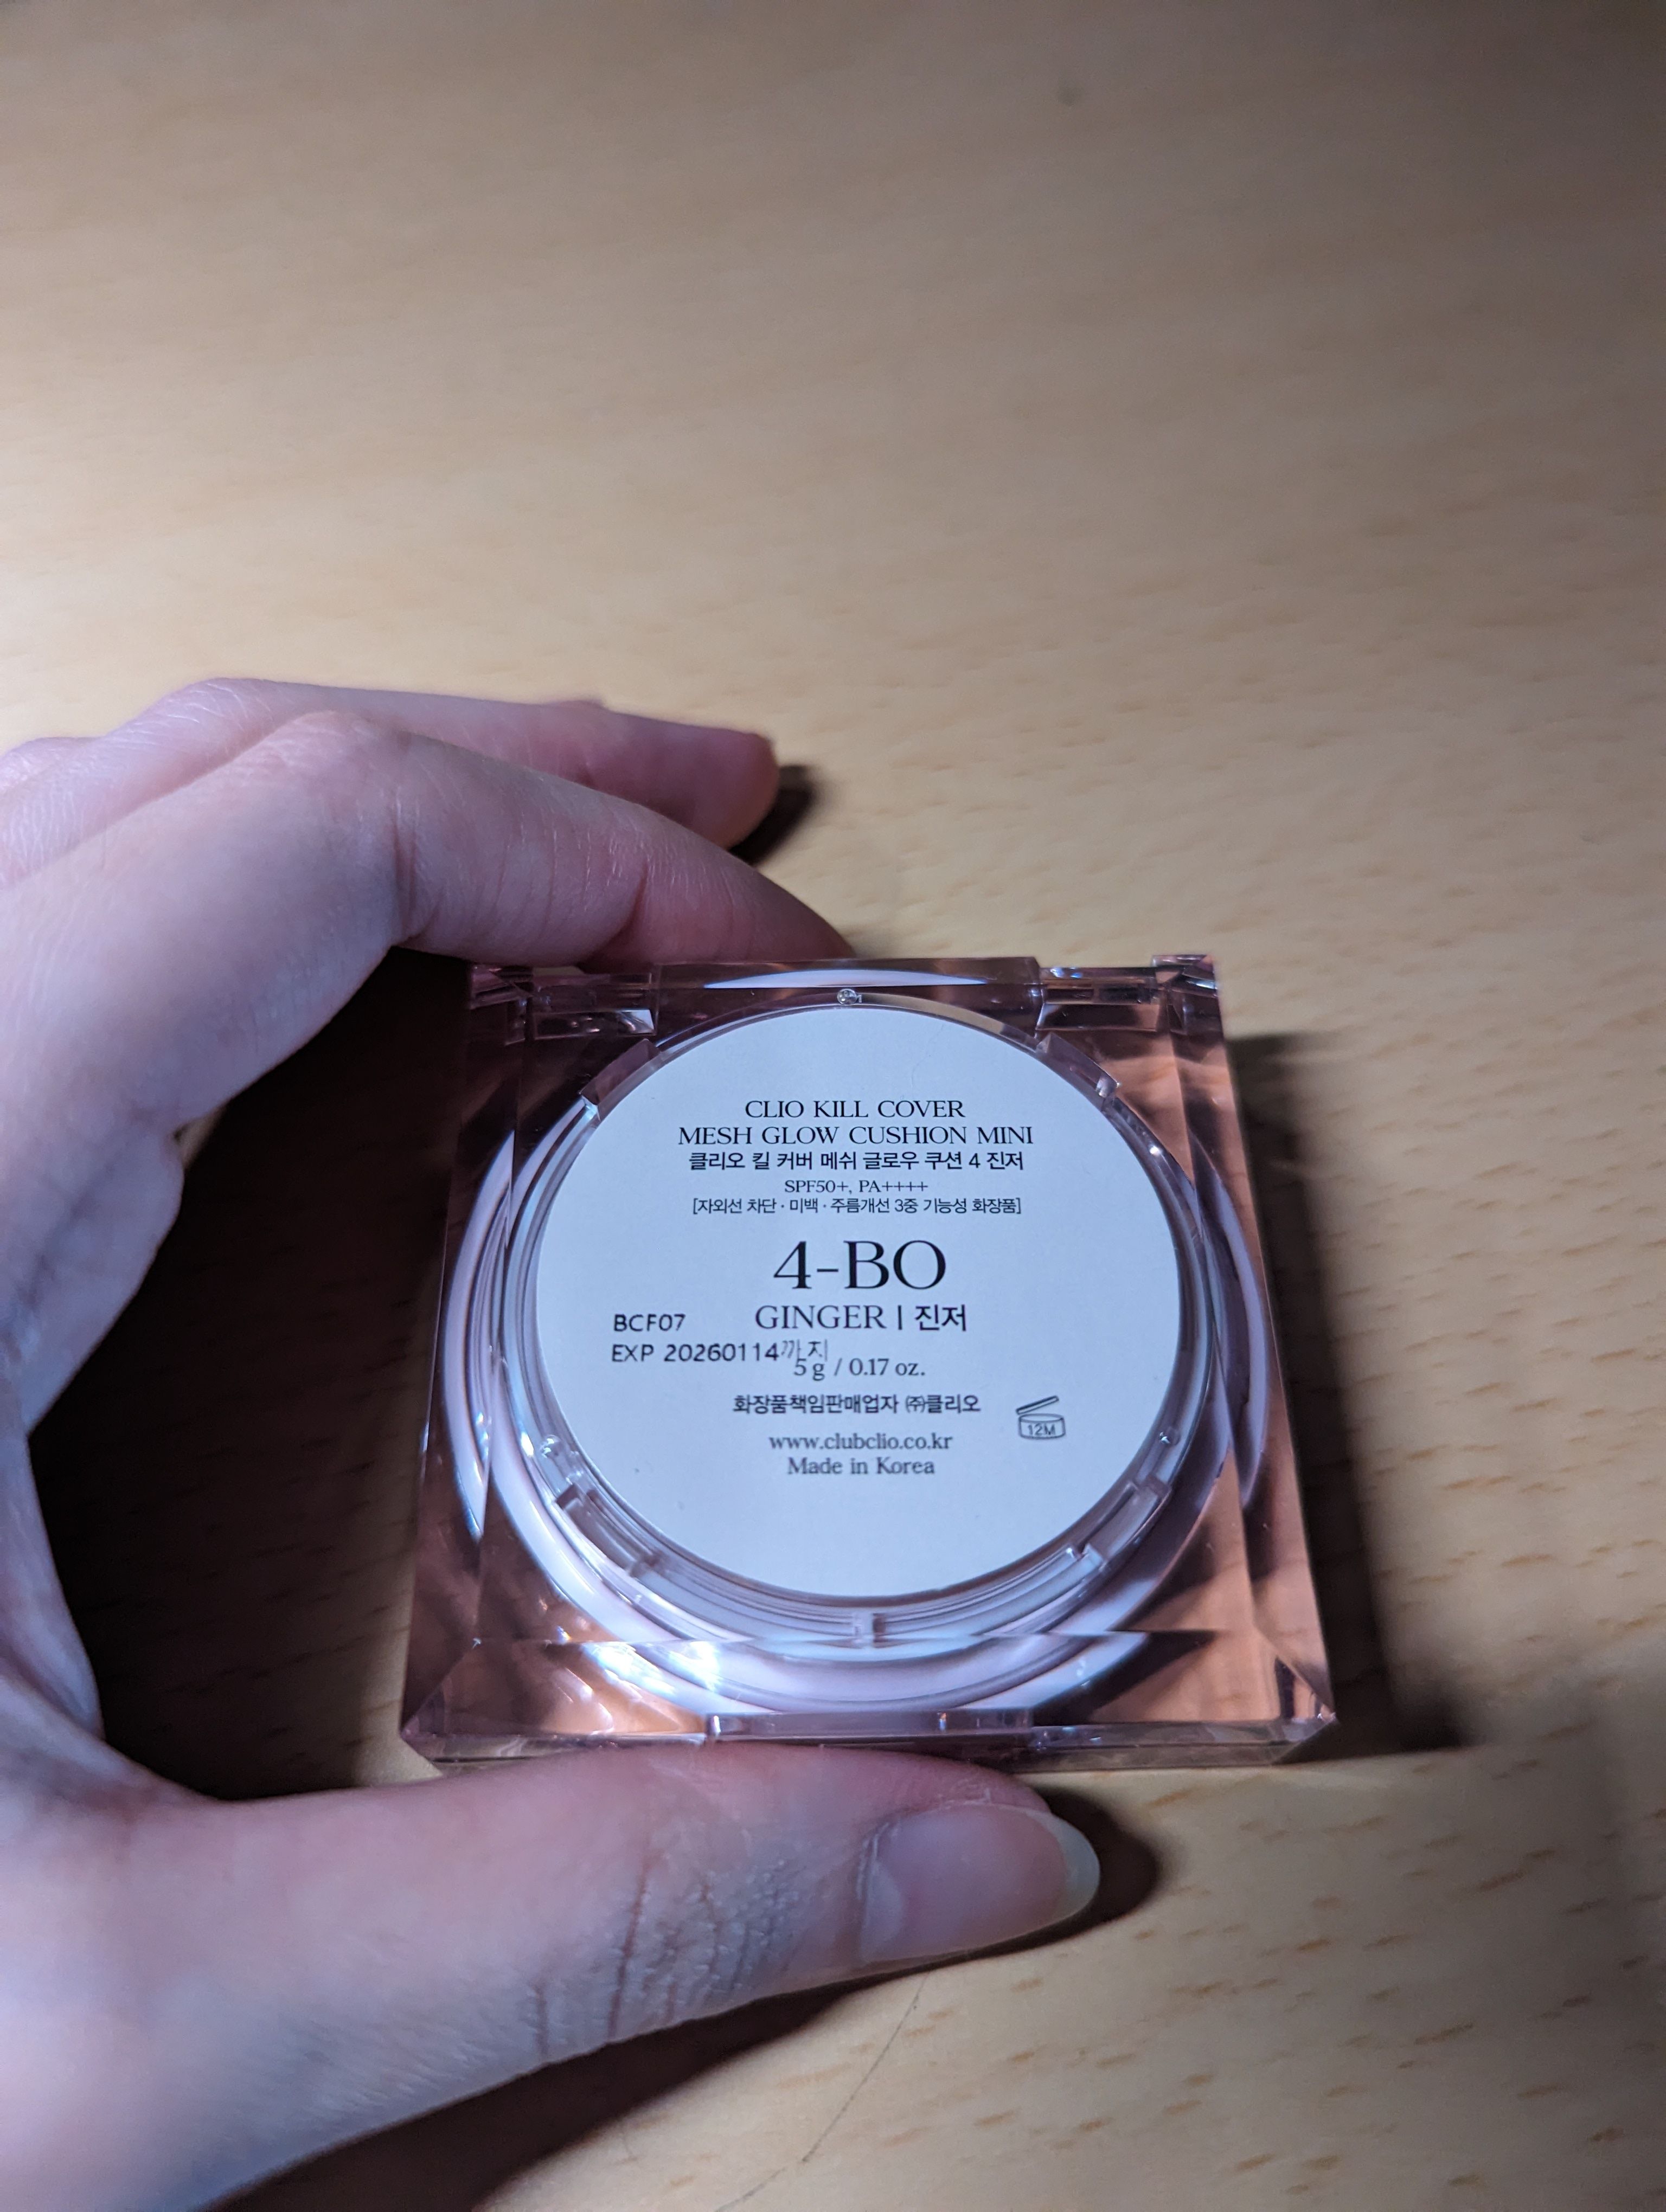 CLIO KILL COVER
MESH GLOW CUSHION MINI
클리오 킬 커버 메쉬 글로우 쿠션 4 진저
SPF50+, PA++++
[자외선 차단 · 미백 · 주름개선 3중 기능성 화장품]
4-BO
GINGER | 진저
BCF07
EXP 20260114까지
5 g / 0.17 oz.
화장품책임판매업자 ㈜클리오
12M
www.clubclio.co.kr
Made in Korea